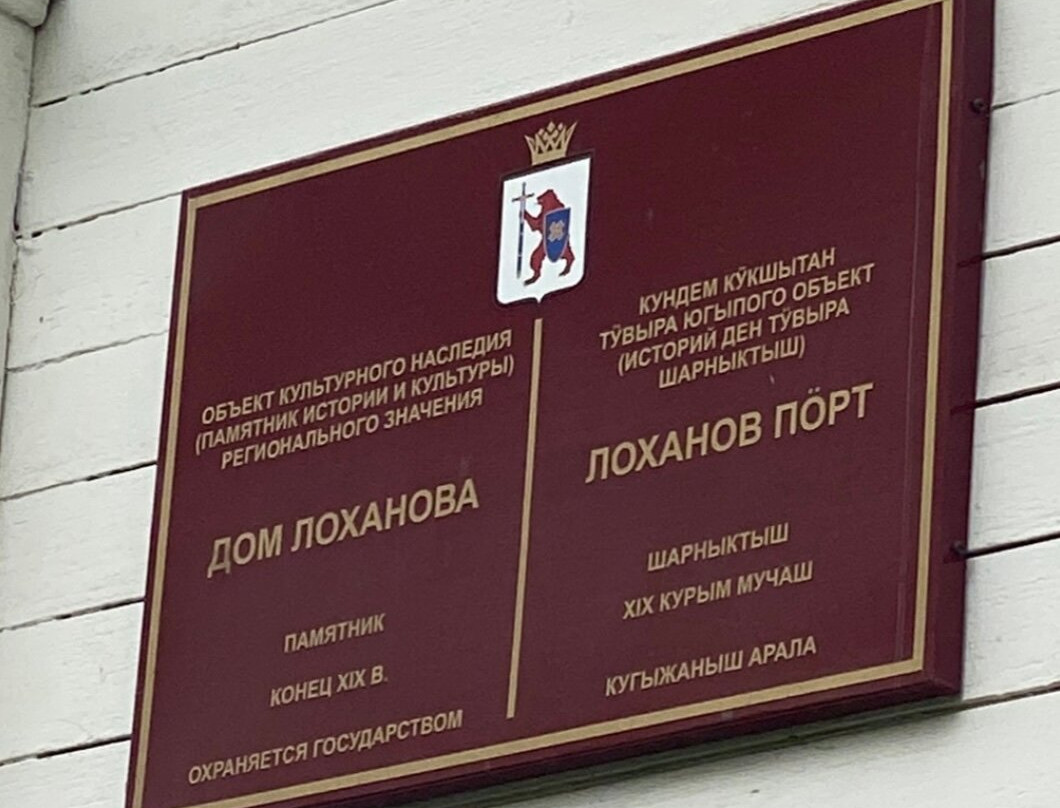 ОБЪЕКТ КУЛЬТУРНОГО НАСЛЕДИЯ
(ПАМЯТНИК ИСТОРИИ И КУЛЬТУРЫ)
РЕГИОНАЛЬНОГО ЗНАЧЕНИЯ
ДОМ ЛОХАНОВА
ПАМЯТНИК
КОНЕЦ XIX В.
ОХРАНЯЕТСЯ ГОСУДАРСТВОМ
КУНДЕМ КӰКШЫТАН
ТӰВЫРА ЮГЫПОГО ОБЪЕКТ
(ИСТОРИЙ ДЕН ТӰВЫРА
ШАРНЫКТЫШ)
ЛОХАНОВ ПӦРТ
ШАРНЫКТЫШ
XIX КУРЫМ МУЧАШ
КУГЫЖАНЫШ АРАЛА